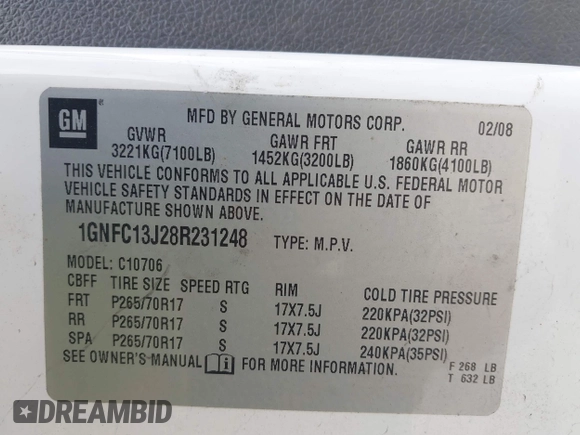 GM
MFD BY GENERAL MOTORS CORP. 02/08
GVWR GAWR FRT GAWR RR
3221KG(7100LB) 1452KG(3200LB) 1860KG(4100LB)
THIS VEHICLE CONFORMS TO ALL APPLICABLE U.S. FEDERAL MOTOR
VEHICLE SAFETY STANDARDS IN EFFECT ON THE DATE OF
MANUFACTURE SHOWN ABOVE.
1GNFC13J28R231248 TYPE: M.P.V.
MODEL: C10706
CBFF TIRE SIZE SPEED RTG RIM COLD TIRE PRESSURE
FRT P265/70R17 S 17X7.5J 220KPA(32PSI)
RR P265/70R17 S 17X7.5J 220KPA(32PSI)
SPA P265/70R17 S 17X7.5J 240KPA(35PSI)
SEE OWNER'S MANUAL i FOR MORE INFORMATION.
F 268 LB
T 632 LB
DREAMBID